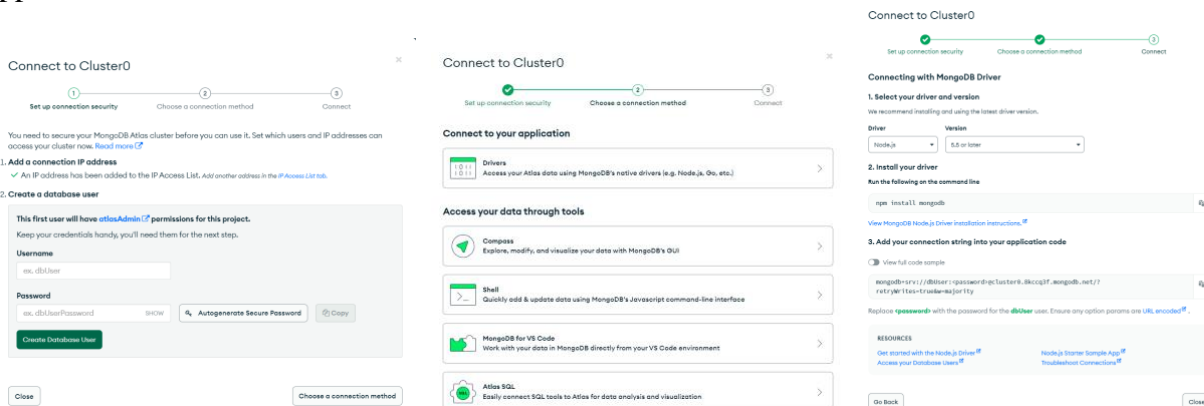 Connect to Cluster0
1
2
3
Set up connection security
Choose a connection method
Connect
You need to secure your MongoDB Atlas cluster before you can use it. Set which users and IP addresses can
access your cluster now. Read more
1. Add a connection IP address
An IP address has been added to the IP Access List. Add another address in the IP Access List tab.
2. Create a database user
This first user will have atlasAdmin permissions for this project.
Keep your credentials handy, you'll need them for the next step.
Username
ex. dbUser
Password
ex. dbUserPassword
SHOW
Autogenerate Secure Password
Copy
Create Database User
Close
Choose a connection method
Connect to Cluster0
2
3
Set up connection security
Choose a connection method
Connect
Connect to your application
Drivers
Access your Atlas data using MongoDB's native drivers (e.g. Node.js, Go, etc.)
Access your data through tools
Compass
Explore, modify, and visualize your data with MongoDB's GUI
Shell
Quickly add & update data using MongoDB's Javascript command-line interface
MongoDB for VS Code
Work with your data in MongoDB directly from your VS Code environment
Atlas SQL
Easily connect SQL tools to Atlas for data analysis and visualization
Connect to Cluster0
3
Set up connection security
Choose a connection method
Connect
Connecting with MongoDB Driver
1. Select your driver and version
We recommend installing and using the latest driver version.
Driver
Version
Node.js
5.5 or later
2. Install your driver
Run the following on the command line
npm install mongodb
View MongoDB Node.js Driver installation instructions.
3. Add your connection string into your application code
View full code sample
mongodb+srv://dbUser:<password>@cluster0.0kccq3f.mongodb.net/?
retryWrites=true&w=majority
Replace <password> with the password for the dbUser user. Ensure any option params are URL encoded.
RESOURCES
Get started with the Node.js Driver
Node.js Starter Sample App
Access your Database Users
Troubleshoot Connections
Go Back
Close